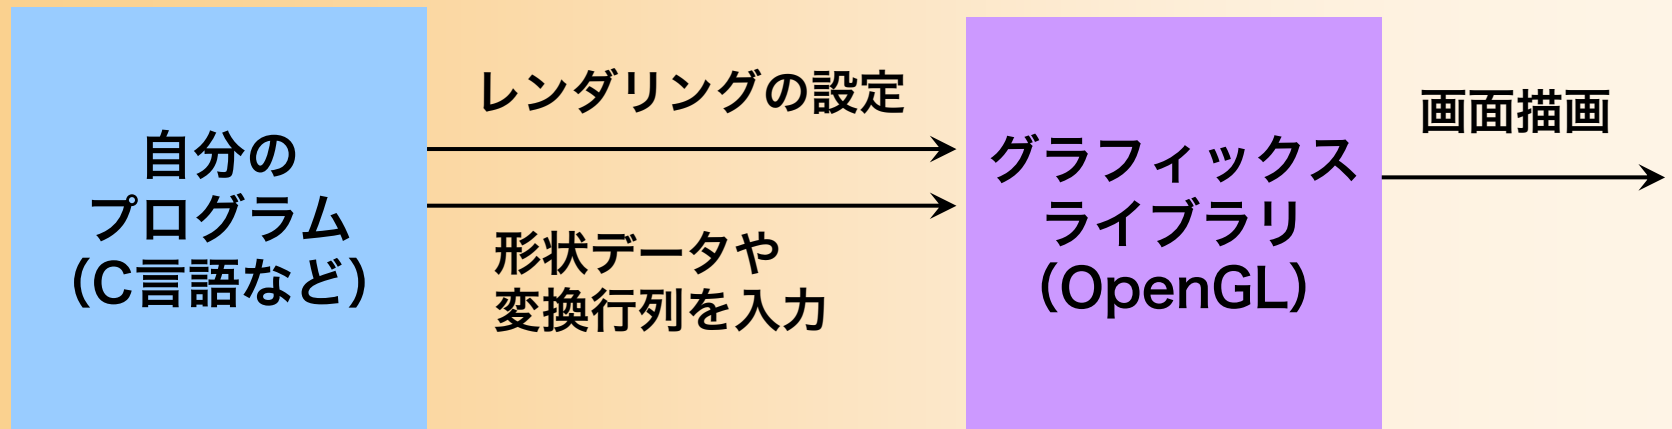 自分の
プログラム
（C言語など）
レンダリングの設定
形状データや
変換行列を入力
グラフィックス
ライブラリ
（OpenGL）
画面描画